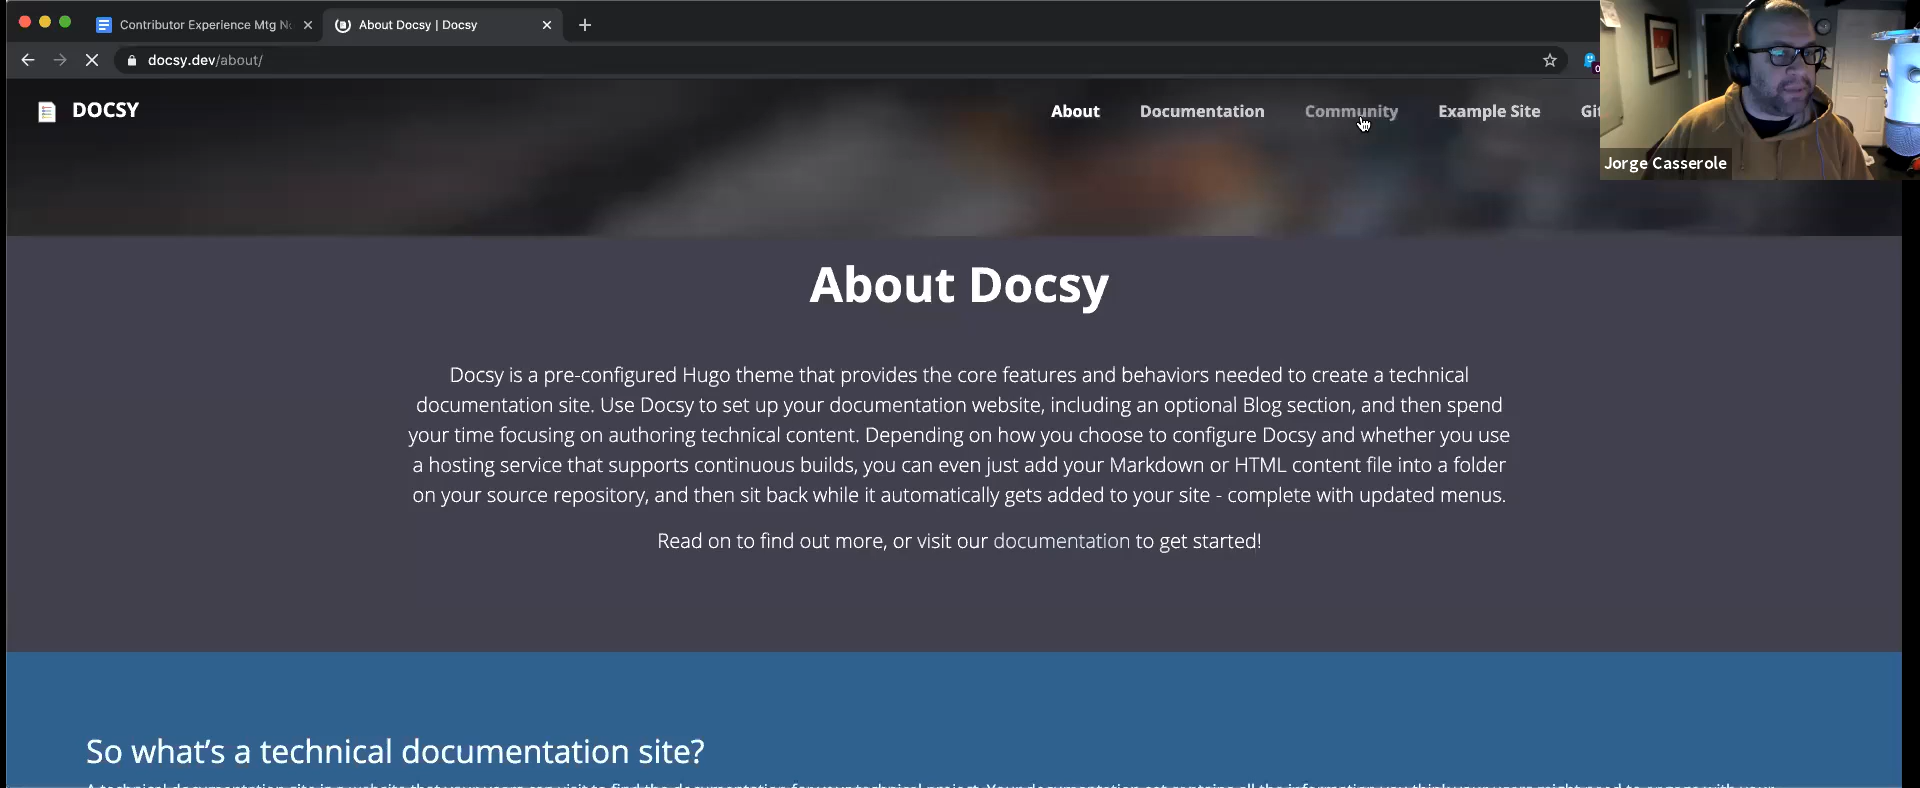 Contributor Experience Mtg N
About Docsy | Docsy
docsy.dev/about/
DOCSY
About
Documentation
Community
Example Site
Git
Jorge Casserole
About Docsy
Docsy is a pre-configured Hugo theme that provides the core features and behaviors needed to create a technical
documentation site. Use Docsy to set up your documentation website, including an optional Blog section, and then spend
your time focusing on authoring technical content. Depending on how you choose to configure Docsy and whether you use
a hosting service that supports continuous builds, you can even just add your Markdown or HTML content file into a folder
on your source repository, and then sit back while it automatically gets added to your site - complete with updated menus.
Read on to find out more, or visit our documentation to get started!
So what's a technical documentation site?